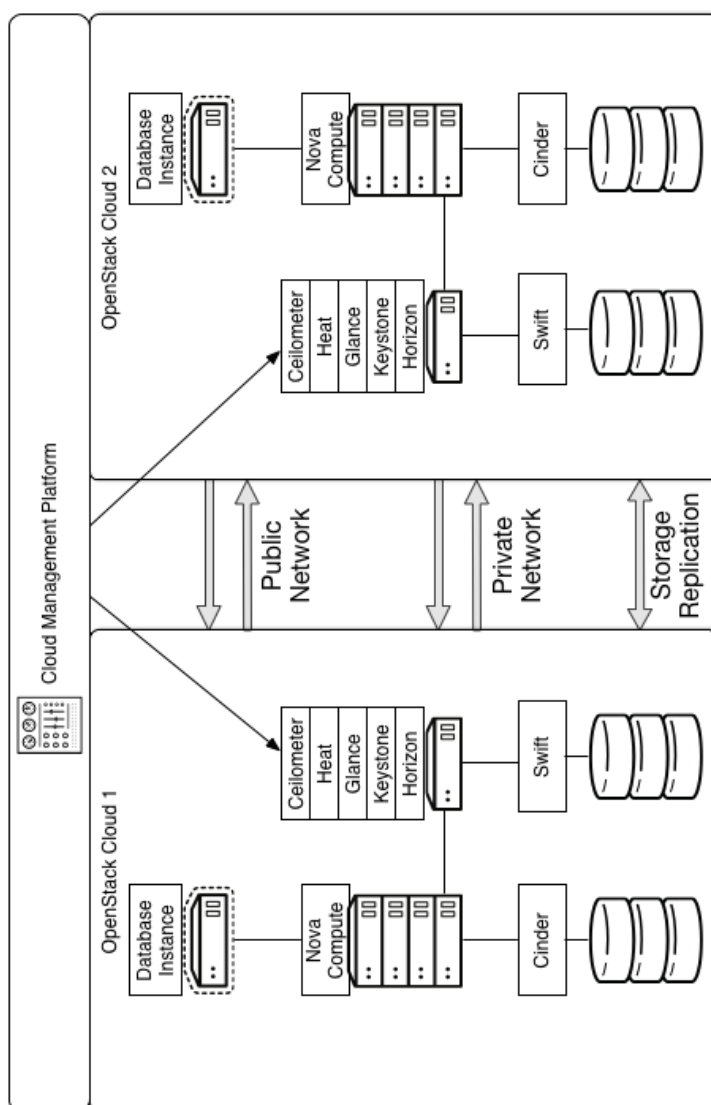 Cloud Management Platform
OpenStack Cloud 1
Database
Instance
Nova
Compute
Cinder
Ceilometer
Heat
Glance
Keystone
Horizon
Swift
Public
Network
Private
Network
Storage
Replication
OpenStack Cloud 2
Ceilometer
Heat
Glance
Keystone
Horizon
Swift
Database
Instance
Nova
Compute
Cinder